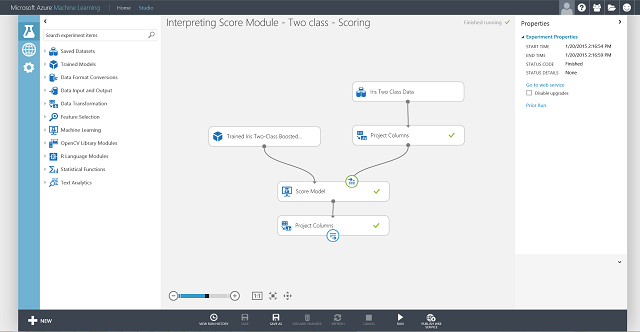 Microsoft Azure Machine Learning Home Studio
Search experiment items
Saved Datasets
Trained Models
Data Format Conversions
Data Input and Output
Data Transformation
Feature Selection
Machine Learning
OpenCV Library Modules
R Language Modules
Statistical Functions
Text Analytics
Interpreting Score Module - Two class - Scoring
Finished running
Iris Two Class Data
Trained Iris Two-Class Boosted...
Project Columns
Score Model
Project Columns
1:1
Properties
Experiment Properties
START TIME 1/20/2015 2:16:54 PM
END TIME 1/20/2015 2:16:59 PM
STATUS CODE Finished
STATUS DETAILS None
Go to web service
Disable upgrades
Prior Run
NEW
VIEW RUN HISTORY
SAVE
SAVE AS
DISCARD CHANGES
REFRESH
CANCEL
RUN
PUBLISH WEB SERVICE